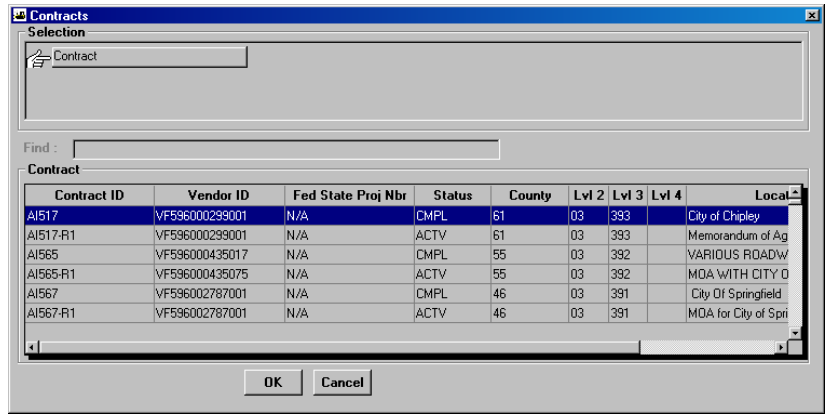 Contracts
Selection
Contract
Find :
Contract
Contract ID Vendor ID Fed State Proj Nbr Status County Lvl 2 Lvl 3 Lvl 4 Locat
AI517 VF596000299001 N/A CMPL 61 03 393 City of Chipley
AI517-R1 VF596000299001 N/A ACTV 61 03 393 Memorandum of Ag
AI565 VF596000435017 N/A CMPL 55 03 392 VARIOUS ROADW
AI565-R1 VF596000435075 N/A ACTV 55 03 392 MOA WITH CITY O
AI567 VF596002787001 N/A CMPL 46 03 391 City Of Springfield
AI567-R1 VF596002787001 N/A ACTV 46 03 391 MOA for City of Spri
OK Cancel